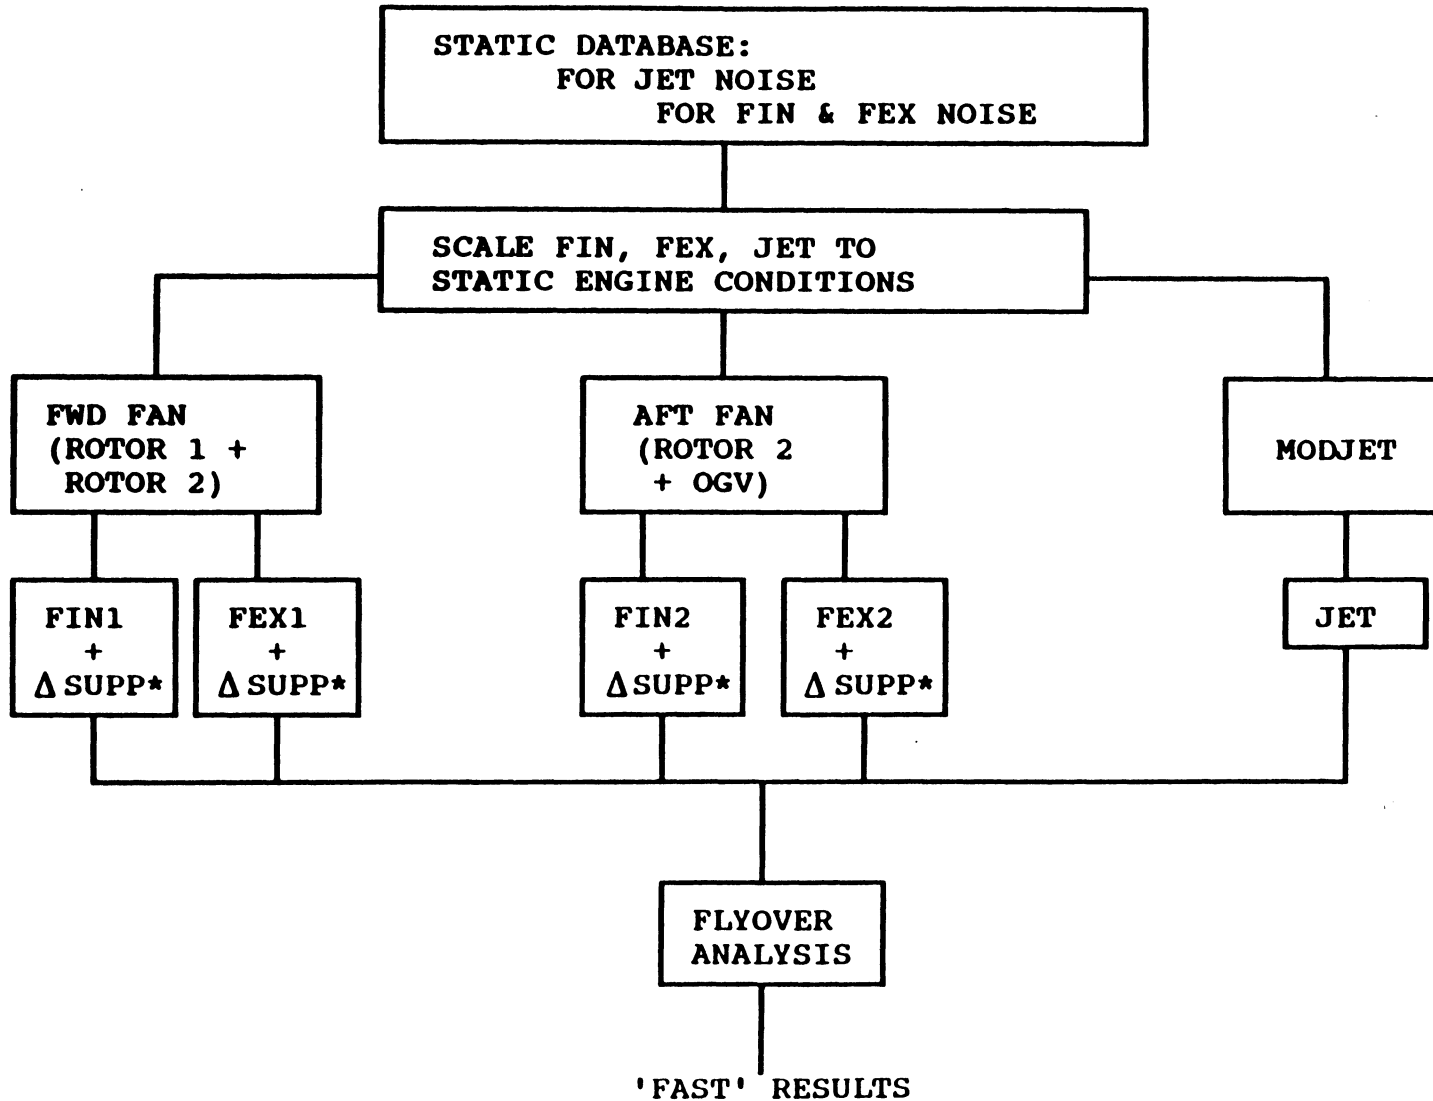 STATIC DATABASE:
FOR JET NOISE
FOR FIN & FEX NOISE
SCALE FIN, FEX, JET TO
STATIC ENGINE CONDITIONS
FWD FAN
(ROTOR 1 +
ROTOR 2)
AFT FAN
(ROTOR 2
+ OGV)
MODJET
FIN1
+
Δ SUPP*
FEX1
+
Δ SUPP*
FIN2
+
Δ SUPP*
FEX2
+
Δ SUPP*
JET
FLYOVER
ANALYSIS
'FAST' RESULTS